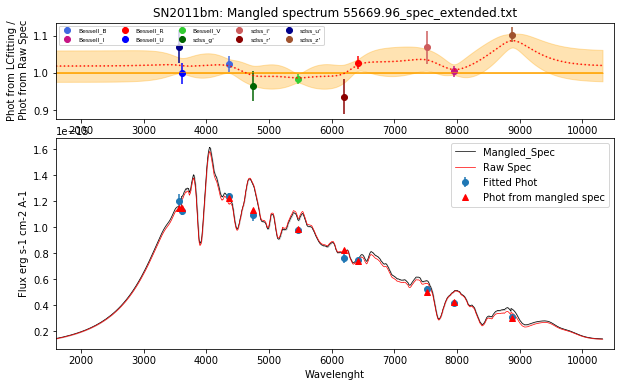 SN2011bm: Mangled spectrum 55669.96_spec_extended.txt
Phot from LCfitting /
Phot from Raw Spec
1.1
1.0
0.9
Bessell_B Bessell_R Bessell_V sdss_i' sdss_u'
Bessell_I Bessell_U sdss_g' sdss_r' sdss_z'
2000 3000 4000 5000 6000 7000 8000 9000 10000
Flux erg s-1 cm-2 A-1
1.6
1.4
1.2
1.0
0.8
0.6
0.4
0.2
Mangled_Spec
Raw Spec
Fitted Phot
Phot from mangled spec
2000 3000 4000 5000 6000 7000 8000 9000 10000
Wavelenght